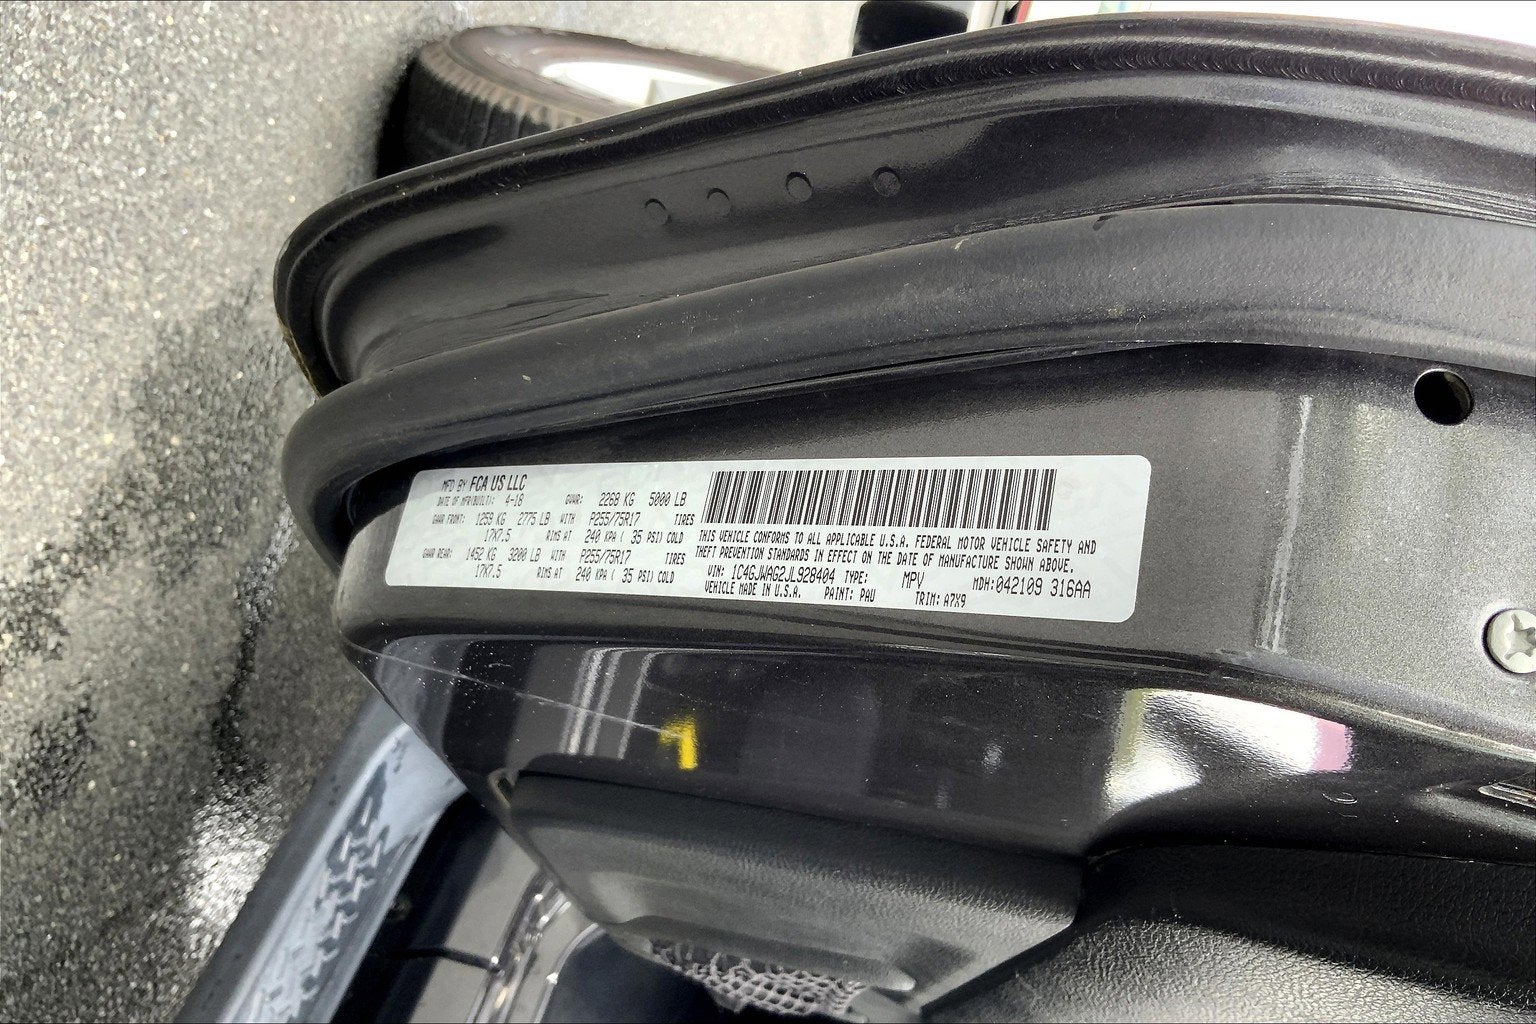 MFD BY FCA US LLC
DATE OF MFR(BUILT): 4-18 GVWR: 2268 KG 5000 LB
GAWR FRONT: 1259 KG 2775 LB WITH P255/75R17 TIRES
17X7.5 RIMS AT 240 KPA ( 35 PSI) COLD
GAWR REAR: 1452 KG 3200 LB WITH P255/75R17 TIRES
17X7.5 RIMS AT 240 KPA ( 35 PSI) COLD
THIS VEHICLE CONFORMS TO ALL APPLICABLE U.S.A. FEDERAL MOTOR VEHICLE SAFETY AND
THEFT PREVENTION STANDARDS IN EFFECT ON THE DATE OF MANUFACTURE SHOWN ABOVE.
VIN: 1C4GJWAG2JL928404 TYPE: MPV MDH: 042109 316AA
VEHICLE MADE IN U.S.A. PAINT: PAU TRIM: A7X9
1